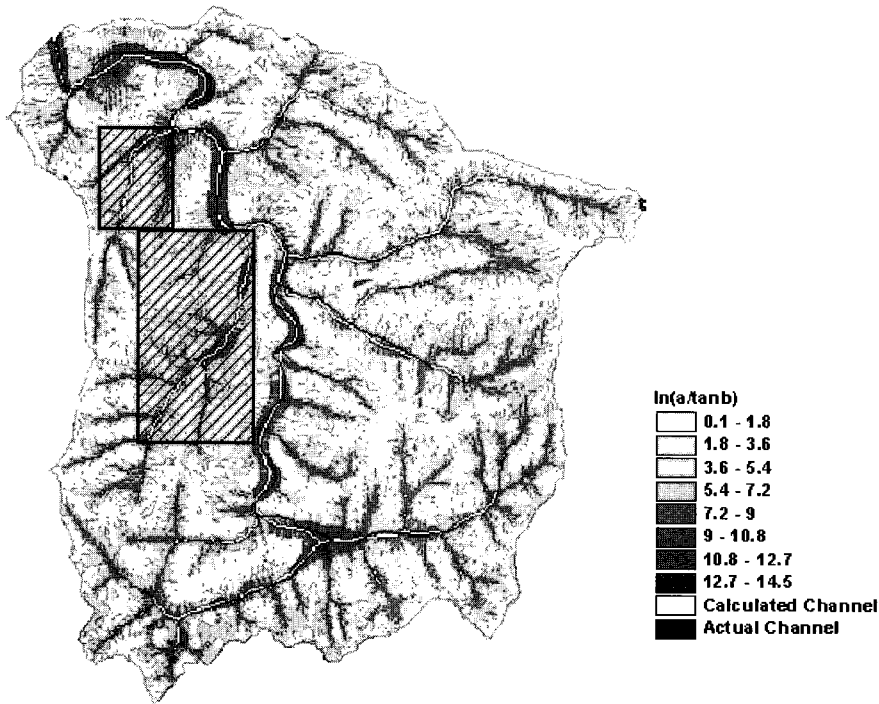 ln(a/tanb)
0.1 - 1.8
1.8 - 3.6
3.6 - 5.4
5.4 - 7.2
7.2 - 9
9 - 10.8
10.8 - 12.7
12.7 - 14.5
Calculated Channel
Actual Channel